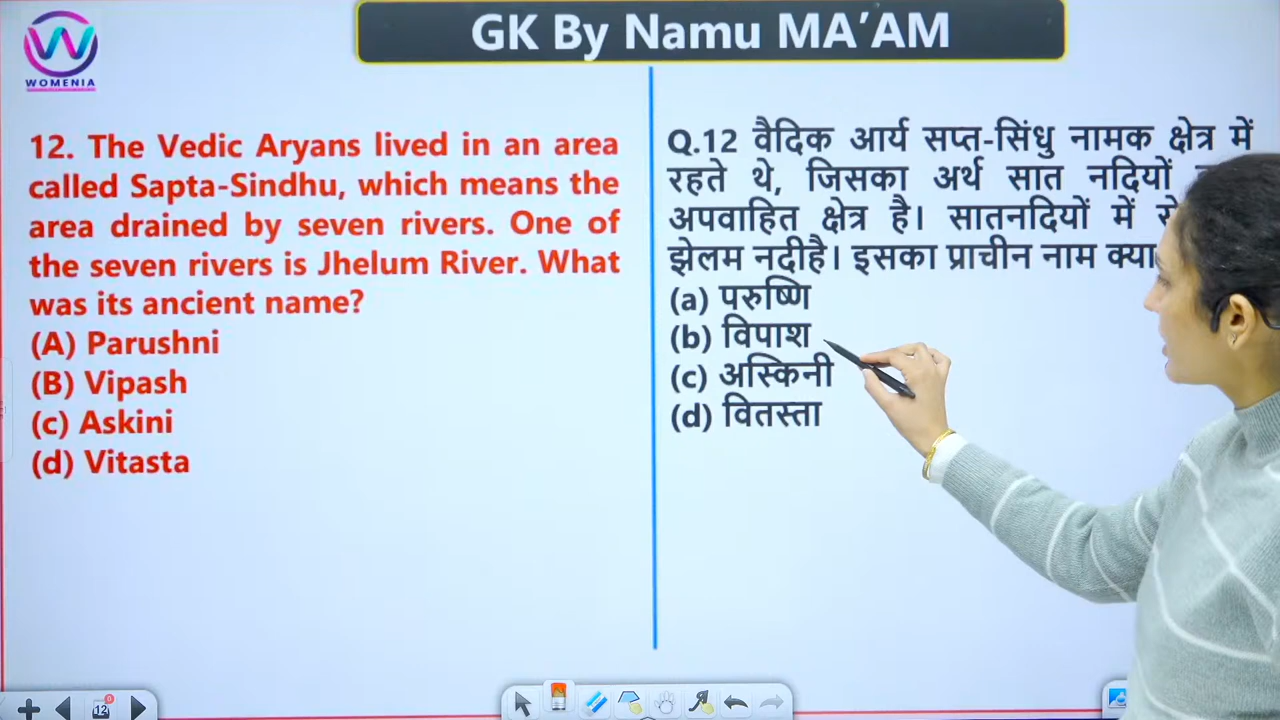 WOMENIA
GK By Namu MA’AM
12. The Vedic Aryans lived in an area
called Sapta-Sindhu, which means the
area drained by seven rivers. One of
the seven rivers is Jhelum River. What
was its ancient name?
(A) Parushni
(B) Vipash
(c) Askini
(d) Vitasta
Q.12 वैदिक आर्य सप्त-सिंधु नामक क्षेत्र में
रहते थे, जिसका अर्थ सात नदियों
अपवाहित क्षेत्र है। सातनदियों में
झेलम नदीहै। इसका प्राचीन नाम क्या
(a) परुष्णि
(b) विपाश
(c) अस्किनी
(d) वितस्ता
12